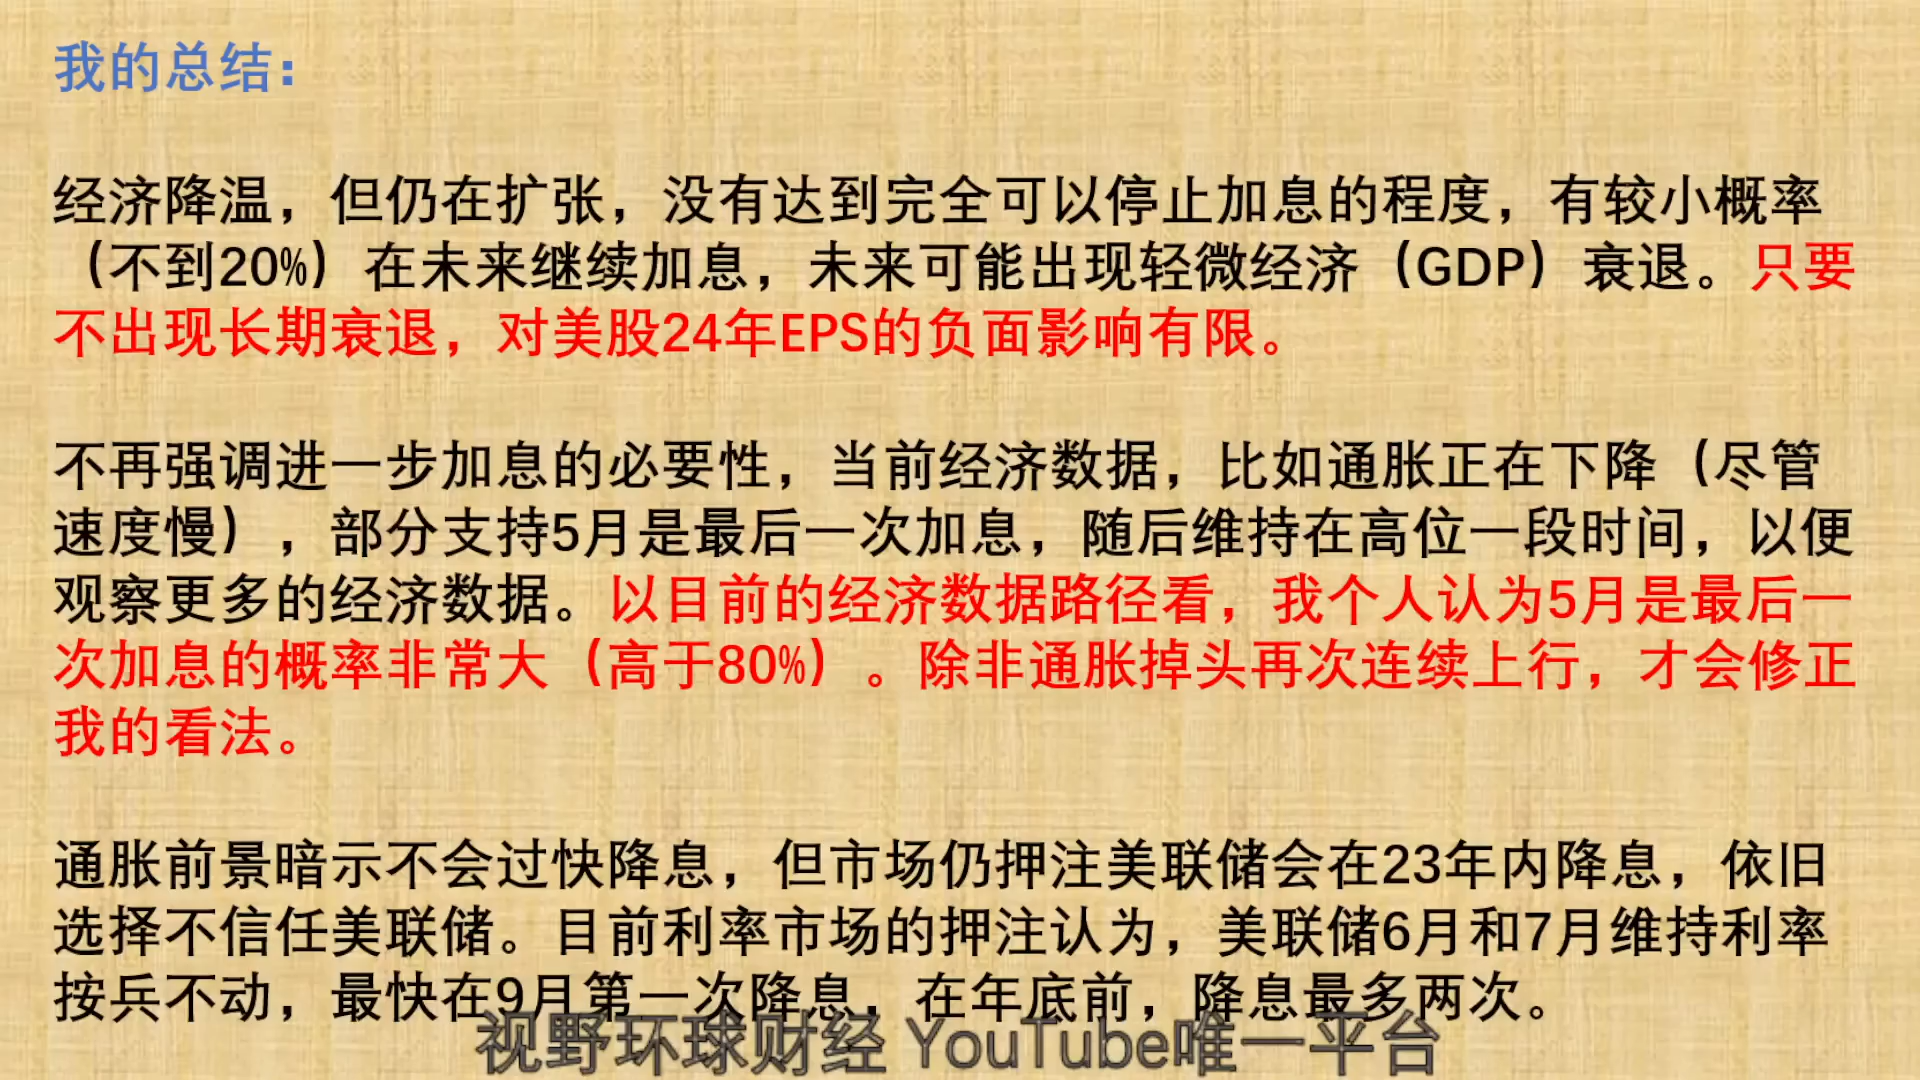 我的总结：
经济降温，但仍在扩张，没有达到完全可以停止加息的程度，有较小概率
（不到20%）在未来继续加息，未来可能出现轻微经济（GDP）衰退。只要
不出现长期衰退，对美股24年EPS的负面影响有限。
不再强调进一步加息的必要性，当前经济数据，比如通胀正在下降（尽管
速度慢），部分支持5月是最后一次加息，随后维持在高位一段时间，以便
观察更多的经济数据。以目前的经济数据路径看，我个人认为5月是最后一
次加息的概率非常大（高于80%）。除非通胀掉头再次连续上行，才会修正
我的看法。
通胀前景暗示不会过快降息，但市场仍押注美联储会在23年内降息，依旧
选择不信任美联储。目前利率市场的押注认为，美联储6月和7月维持利率
按兵不动，最快在9月第一次降息，在年底前，降息最多两次。
视野环球财经 YouTube唯一平台